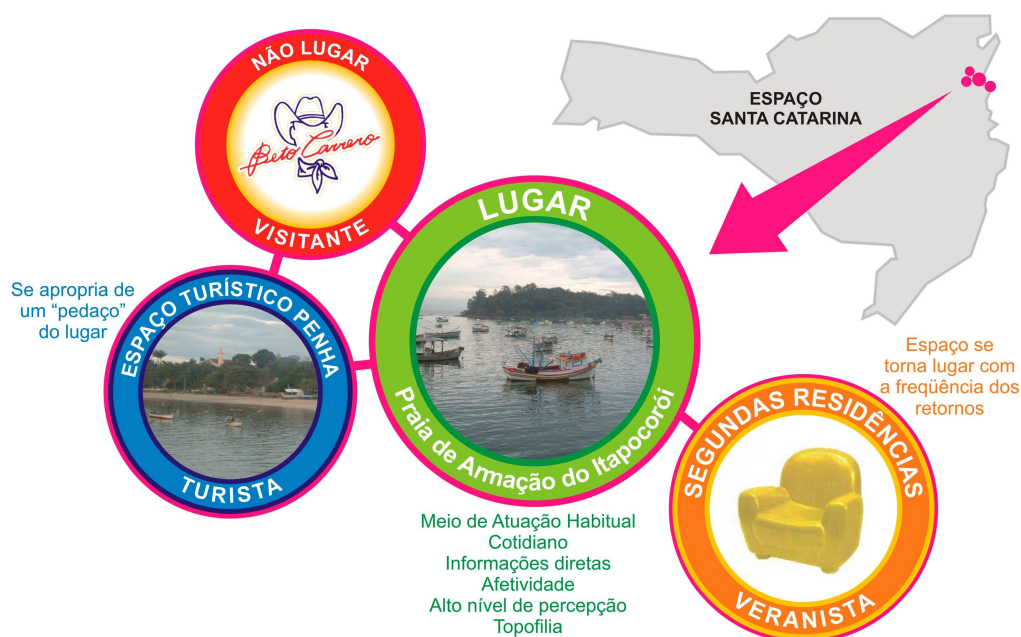 NÃO LUGAR
Beto Carrero
VISITANTE
ESPAÇO
SANTA CATARINA
LUGAR
Praia de Armação do Itapocorói
Se apropria de
um “pedaço”
do lugar
ESPAÇO TURÍSTICO PENHA
TURISTA
Espaço se
torna lugar com
a freqüência dos
retornos
SEGUNDAS RESIDÊNCIAS
VERANISTA
Meio de Atuação Habitual
Cotidiano
Informações diretas
Afetividade
Alto nível de percepção
Topofilia